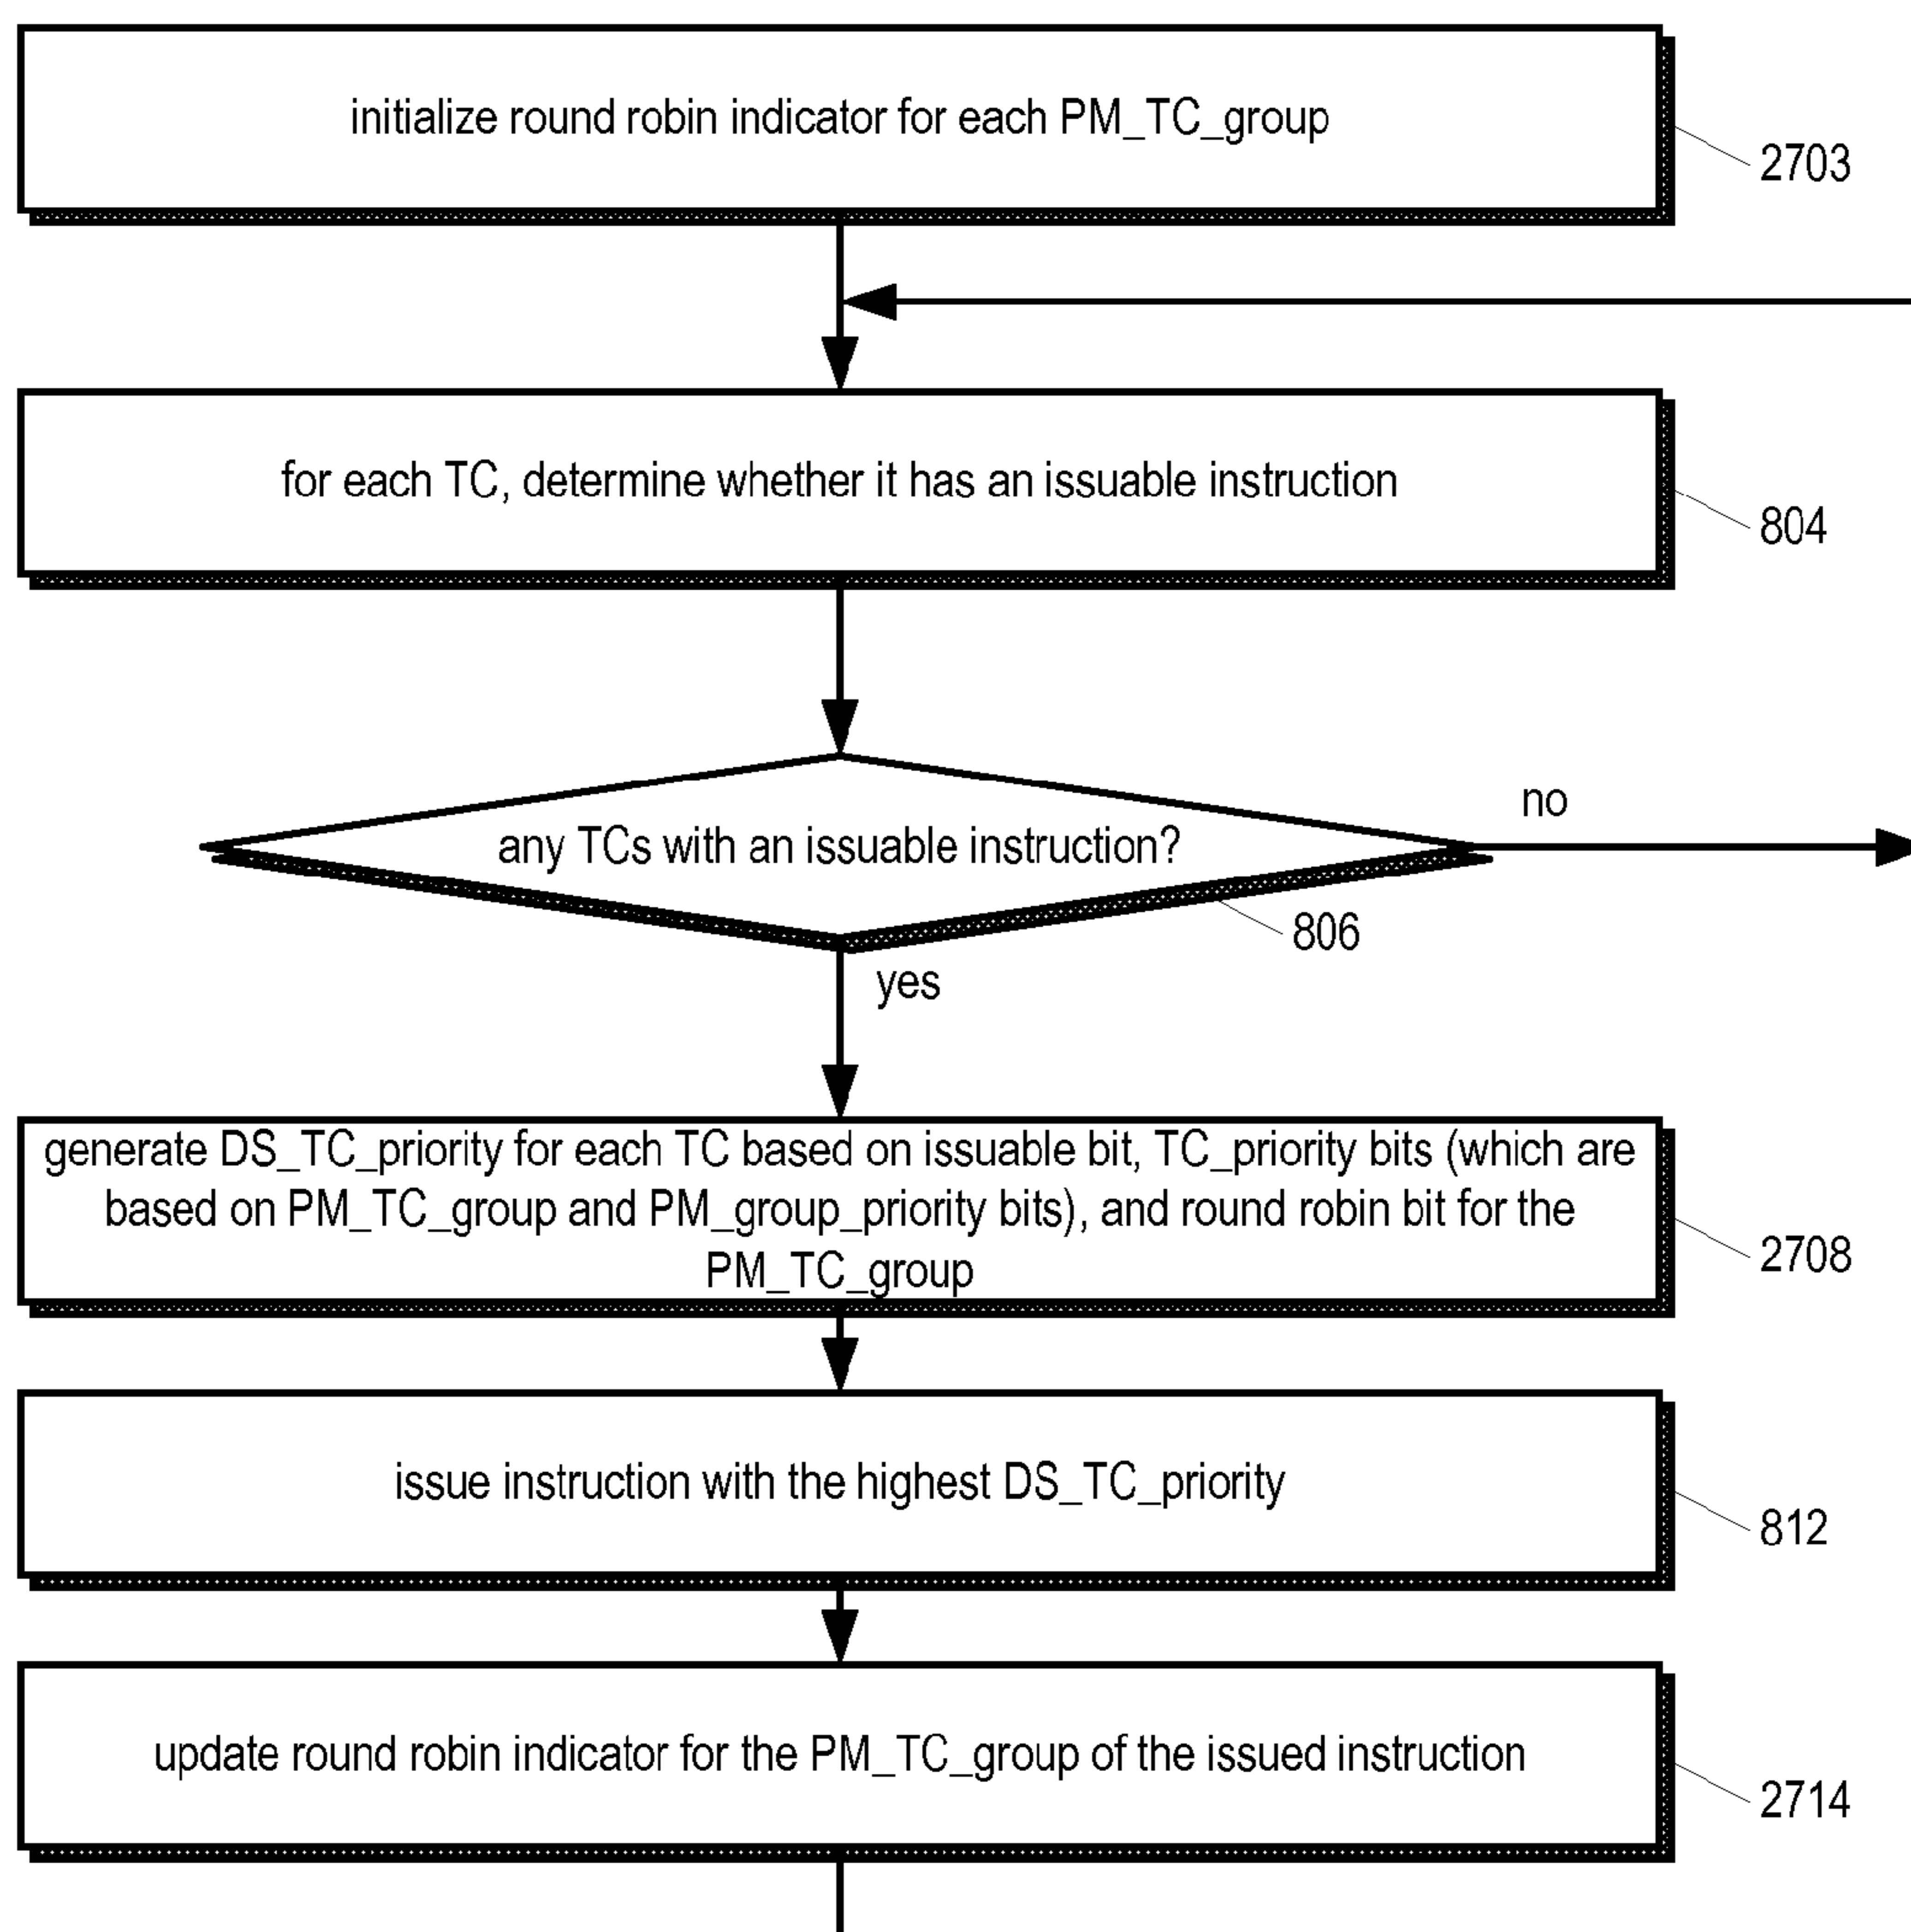 initialize round robin indicator for each PM_TC_group
2703
for each TC, determine whether it has an issuable instruction
804
any TCs with an issuable instruction?
no
806
yes
generate DS_TC_priority for each TC based on issuable bit, TC_priority bits (which are
based on PM_TC_group and PM_group_priority bits), and round robin bit for the
PM_TC_group
2708
issue instruction with the highest DS_TC_priority
812
update round robin indicator for the PM_TC_group of the issued instruction
2714